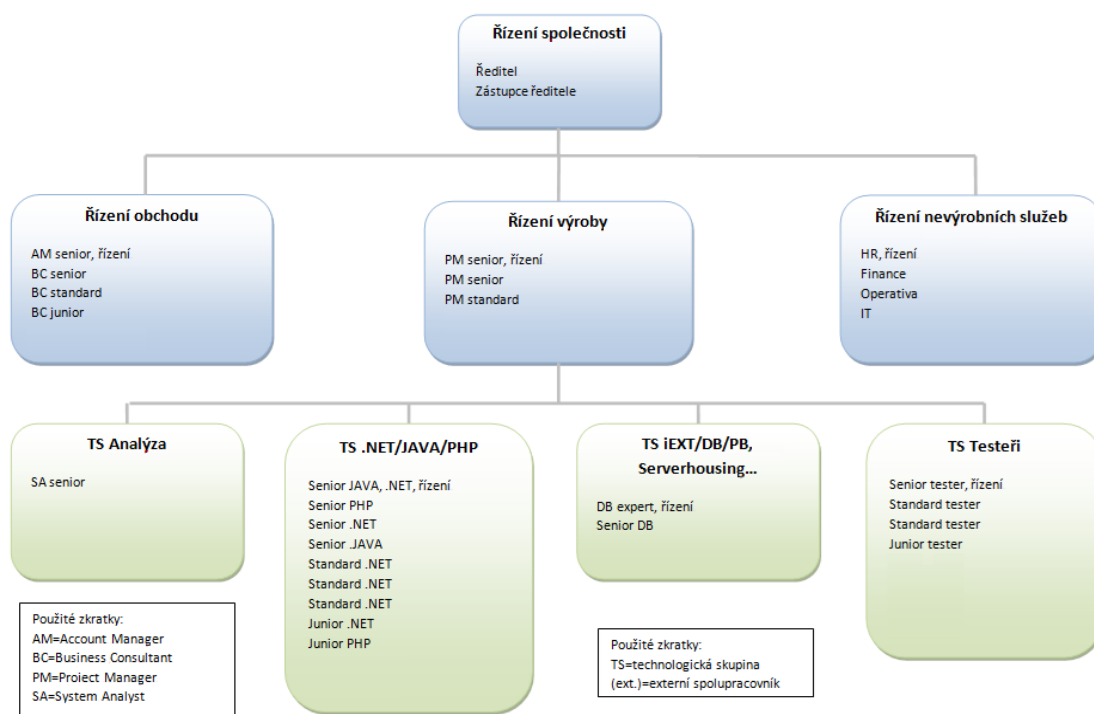 Řízení společnosti
Ředitel
Zástupce ředitele
Řízení obchodu
AM senior, řízení
BC senior
BC standard
BC junior
Řízení výroby
PM senior, řízení
PM senior
PM standard
Řízení nevýrobních služeb
HR, řízení
Finance
Operativa
IT
TS Analýza
SA senior
TS .NET/JAVA/PHP
Senior JAVA, .NET, řízení
Senior PHP
Senior .NET
Senior .JAVA
Standard .NET
Standard .NET
Standard .NET
Junior .NET
Junior PHP
TS iEXT/DB/PB,
Serverhousing...
DB expert, řízení
Senior DB
TS Testeři
Senior tester, řízení
Standard tester
Standard tester
Junior tester
Použité zkratky:
AM=Account Manager
BC=Business Consultant
PM=Project Manager
SA=System Analyst
Použité zkratky:
TS=technologická skupina
(ext.)=externí spolupracovník